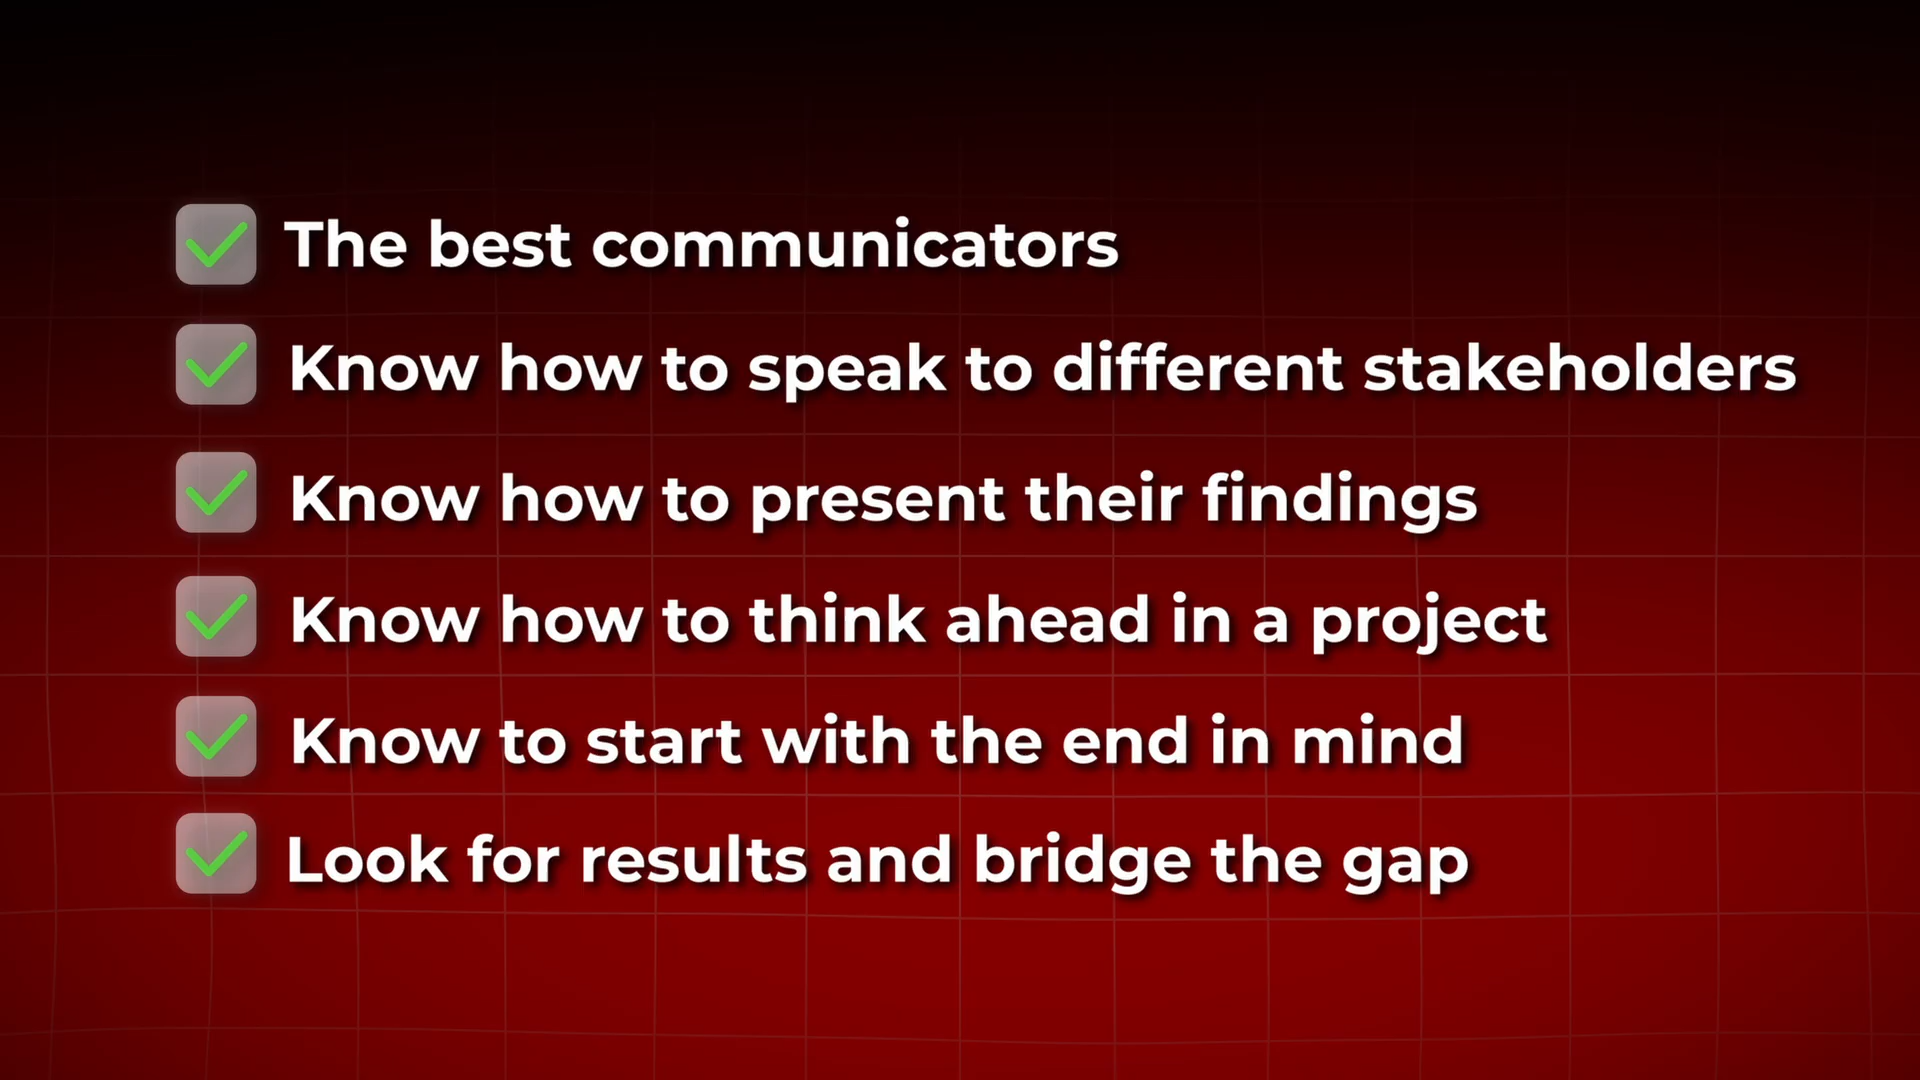 The best communicators
Know how to speak to different stakeholders
Know how to present their findings
Know how to think ahead in a project
Know to start with the end in mind
Look for results and bridge the gap